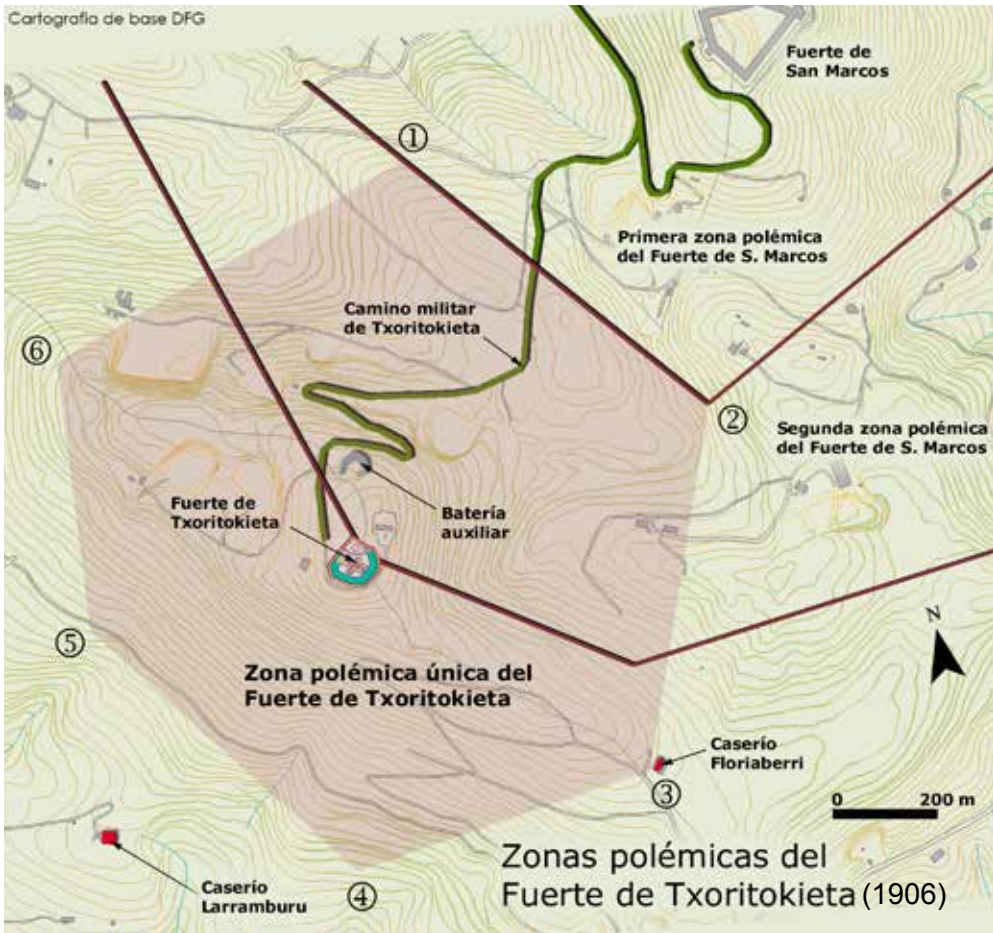 Cartografia de base DFG
Fuerte de
San Marcos
①
Primera zona polémica
del Fuerte de S. Marcos
Camino militar
de Txoritokieta
⑥
②
Segunda zona polémica
del Fuerte de S. Marcos
Fuerte de
Txoritokieta
Batería
auxiliar
N
⑤
Zona polémica única del
Fuerte de Txoritokieta
Caserío
Floriaberri
③
0 200 m
Caserío
Larramburu
④
Zonas polémicas del
Fuerte de Txoritokieta (1906)